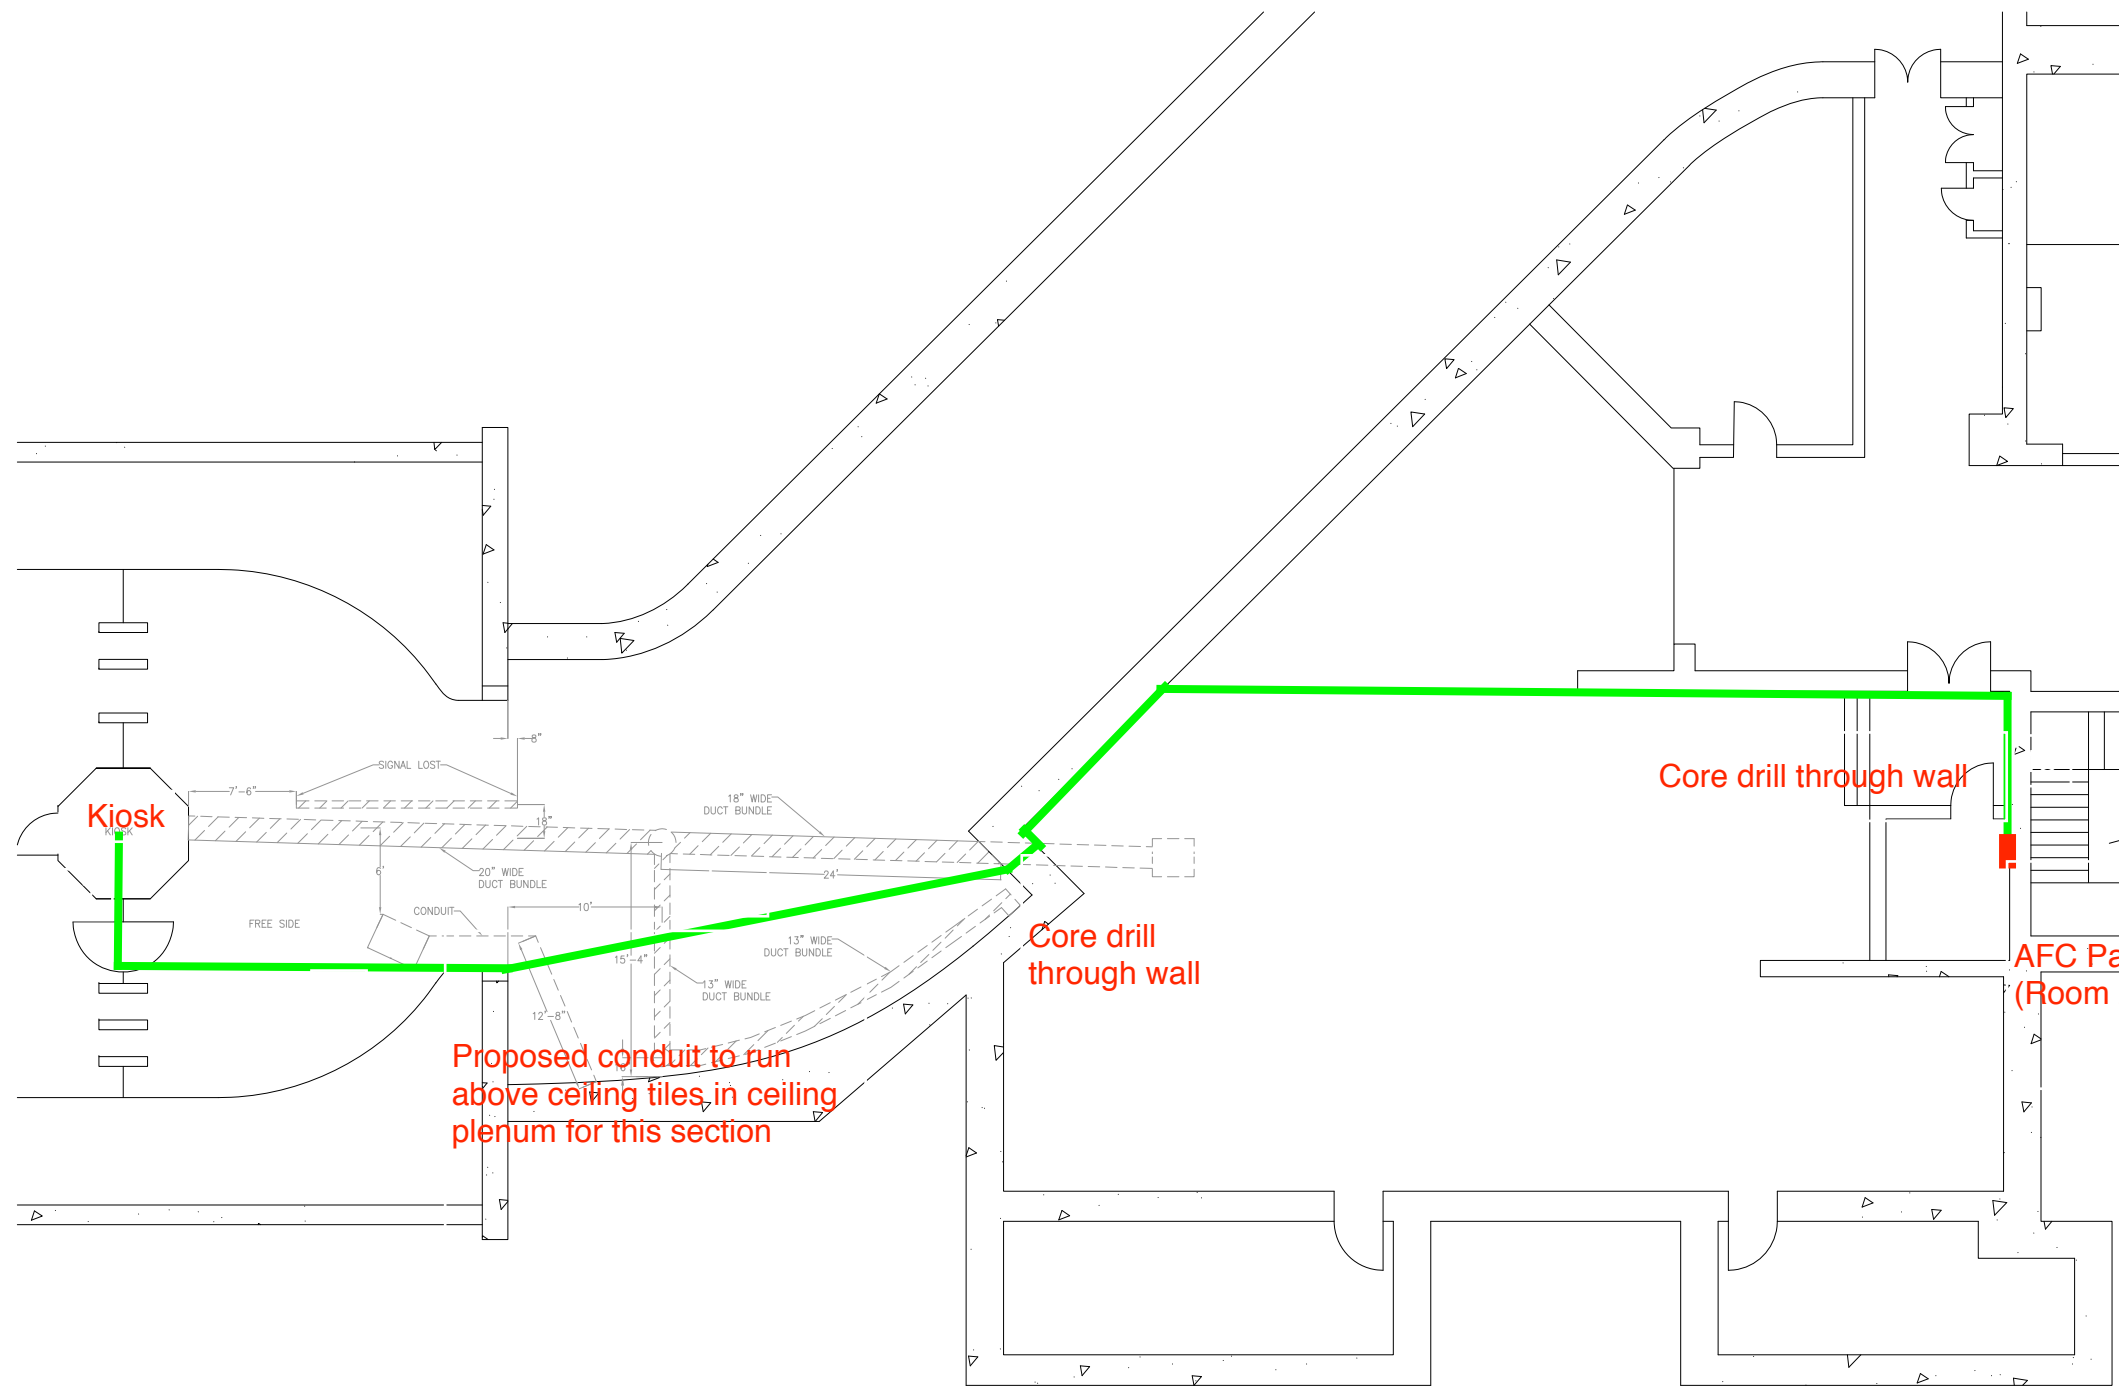 8"
SIGNAL LOST
7'-6"
18" WIDE
DUCT BUNDLE
Core drill through wall
Kiosk
KIOSK
18"
6'
20" WIDE
DUCT BUNDLE
24'
CONDUIT
10'
FREE SIDE
13" WIDE
DUCT BUNDLE
15'-4"
Core drill
through wall
AFC Pa
(Room
13" WIDE
DUCT BUNDLE
12'-8"
Proposed conduit to run
above ceiling tiles in ceiling
plenum for this section